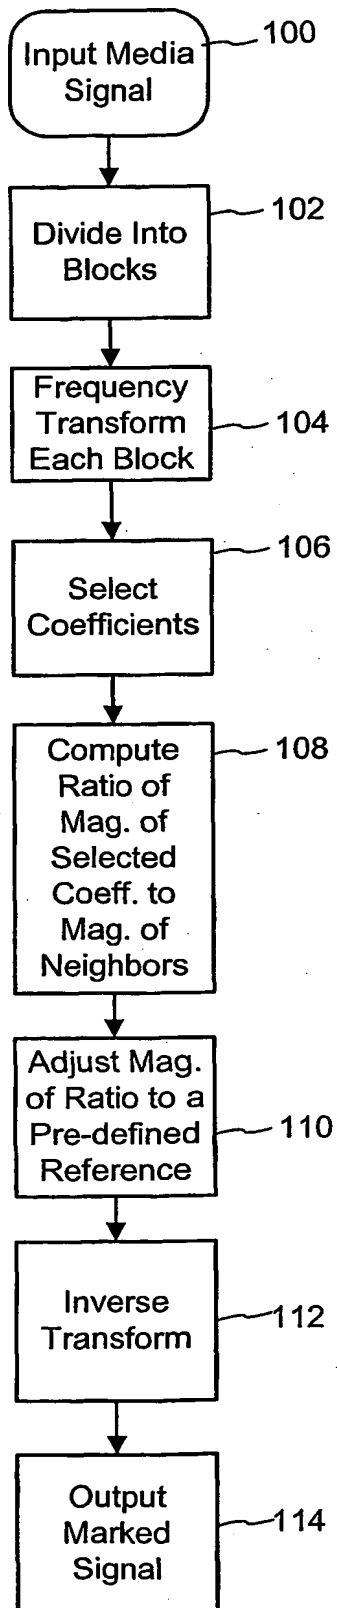 Input Media
Signal
100
Divide Into
Blocks
102
Frequency
Transform
Each Block
104
Select
Coefficients
106
Compute
Ratio of
Mag. of
Selected
Coeff. to
Mag. of
Neighbors
108
Adjust Mag.
of Ratio to a
Pre-defined
Reference
110
Inverse
Transform
112
Output
Marked
Signal
114